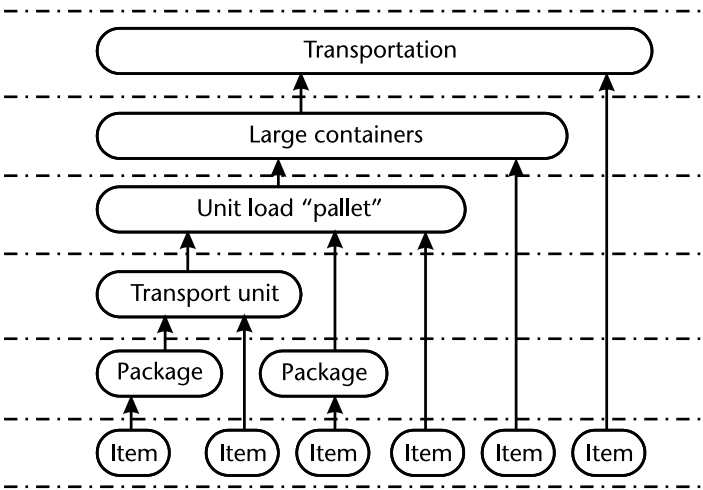 Transportation
Large containers
Unit load “pallet”
Transport unit
Package
Package
Item
Item
Item
Item
Item
Item